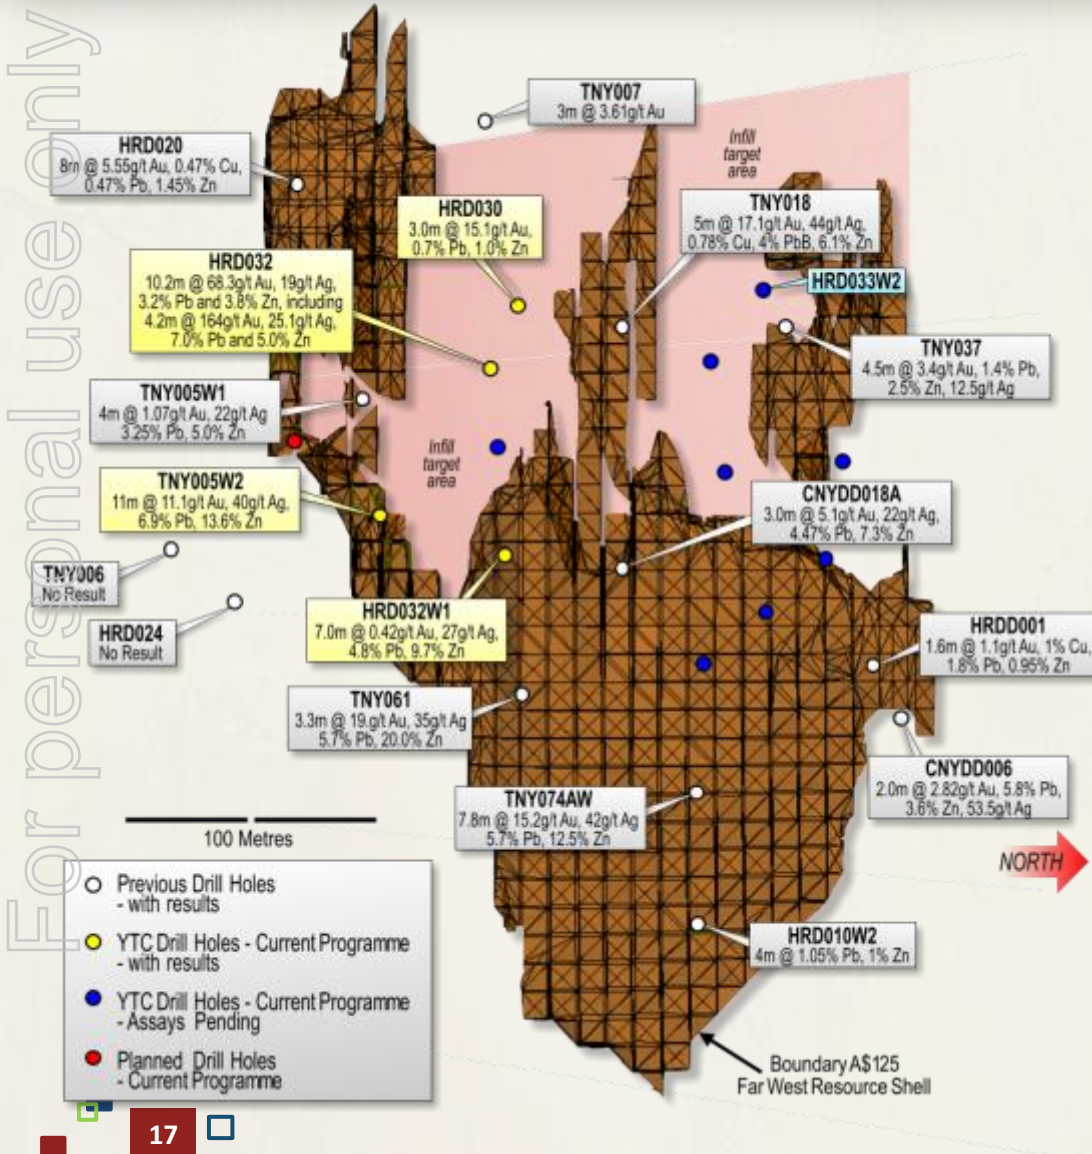 For personal use only
TNY007
3m @ 3.61g/t Au
HRD020
8m @ 5.55g/t Au, 0.47% Cu,
0.47% Pb, 1.45% Zn
Infill
target
area
HRD030
3.0m @ 15.1g/t Au,
0.7% Pb, 1.0% Zn
TNY018
5m @ 17.1g/t Au, 44g/t Ag,
0.78% Cu, 4% PbB, 6.1% Zn
HRD032
10.2m @ 68.3g/t Au, 19g/t Ag,
3.2% Pb and 3.8% Zn, including
4.2m @ 164g/t Au, 25.1g/t Ag,
7.0% Pb and 5.0% Zn
HRD033W2
TNY037
4.5m @ 3.4g/t Au, 1.4% Pb,
2.5% Zn, 12.5g/t Ag
TNY005W1
4m @ 1.07g/t Au, 22g/t Ag
3.25% Pb, 5.0% Zn
Infill
target
area
TNY005W2
11m @ 11.1g/t Au, 40g/t Ag,
6.9% Pb, 13.6% Zn
CNYDD018A
3.0m @ 5.1g/t Au, 22g/t Ag,
4.47% Pb, 7.3% Zn
TNY006
No Result
HRD024
No Result
HRD032W1
7.0m @ 0.42g/t Au, 27g/t Ag,
4.8% Pb, 9.7% Zn
HRDD001
1.6m @ 1.1g/t Au, 1% Cu,
1.8% Pb, 0.95% Zn
TNY061
3.3m @ 19.g/t Au, 35g/t Ag
5.7% Pb, 20.0% Zn
CNYDD006
2.0m @ 2.82g/t Au, 5.8% Pb,
3.6% Zn, 53.5g/t Ag
TNY074AW
7.8m @ 15.2g/t Au, 42g/t Ag
5.7% Pb, 12.5% Zn
100 Metres
NORTH
Previous Drill Holes
- with results
YTC Drill Holes - Current Programme
- with results
YTC Drill Holes - Current Programme
- Assays Pending
Planned Drill Holes
- Current Programme
HRD010W2
4m @ 1.05% Pb, 1% Zn
Boundary A$125
Far West Resource Shell
17